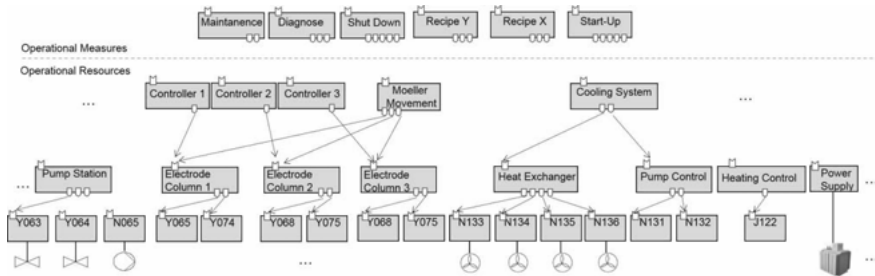 Maintanence
Diagnose
Shut Down
Recipe Y
Recipe X
Start-Up
Operational Measures
Operational Resources
...
Controller 1
Controller 2
Controller 3
Moeller
Movement
Cooling System
...
...
Pump Station
Electrode
Column 1
Electrode
Column 2
Electrode
Column 3
Heat Exchanger
Pump Control
Heating Control
Power
Supply
...
Y063
Y064
N065
Y065
Y074
Y068
Y075
Y068
Y075
N133
N134
N135
N136
N131
N132
J122
...
...